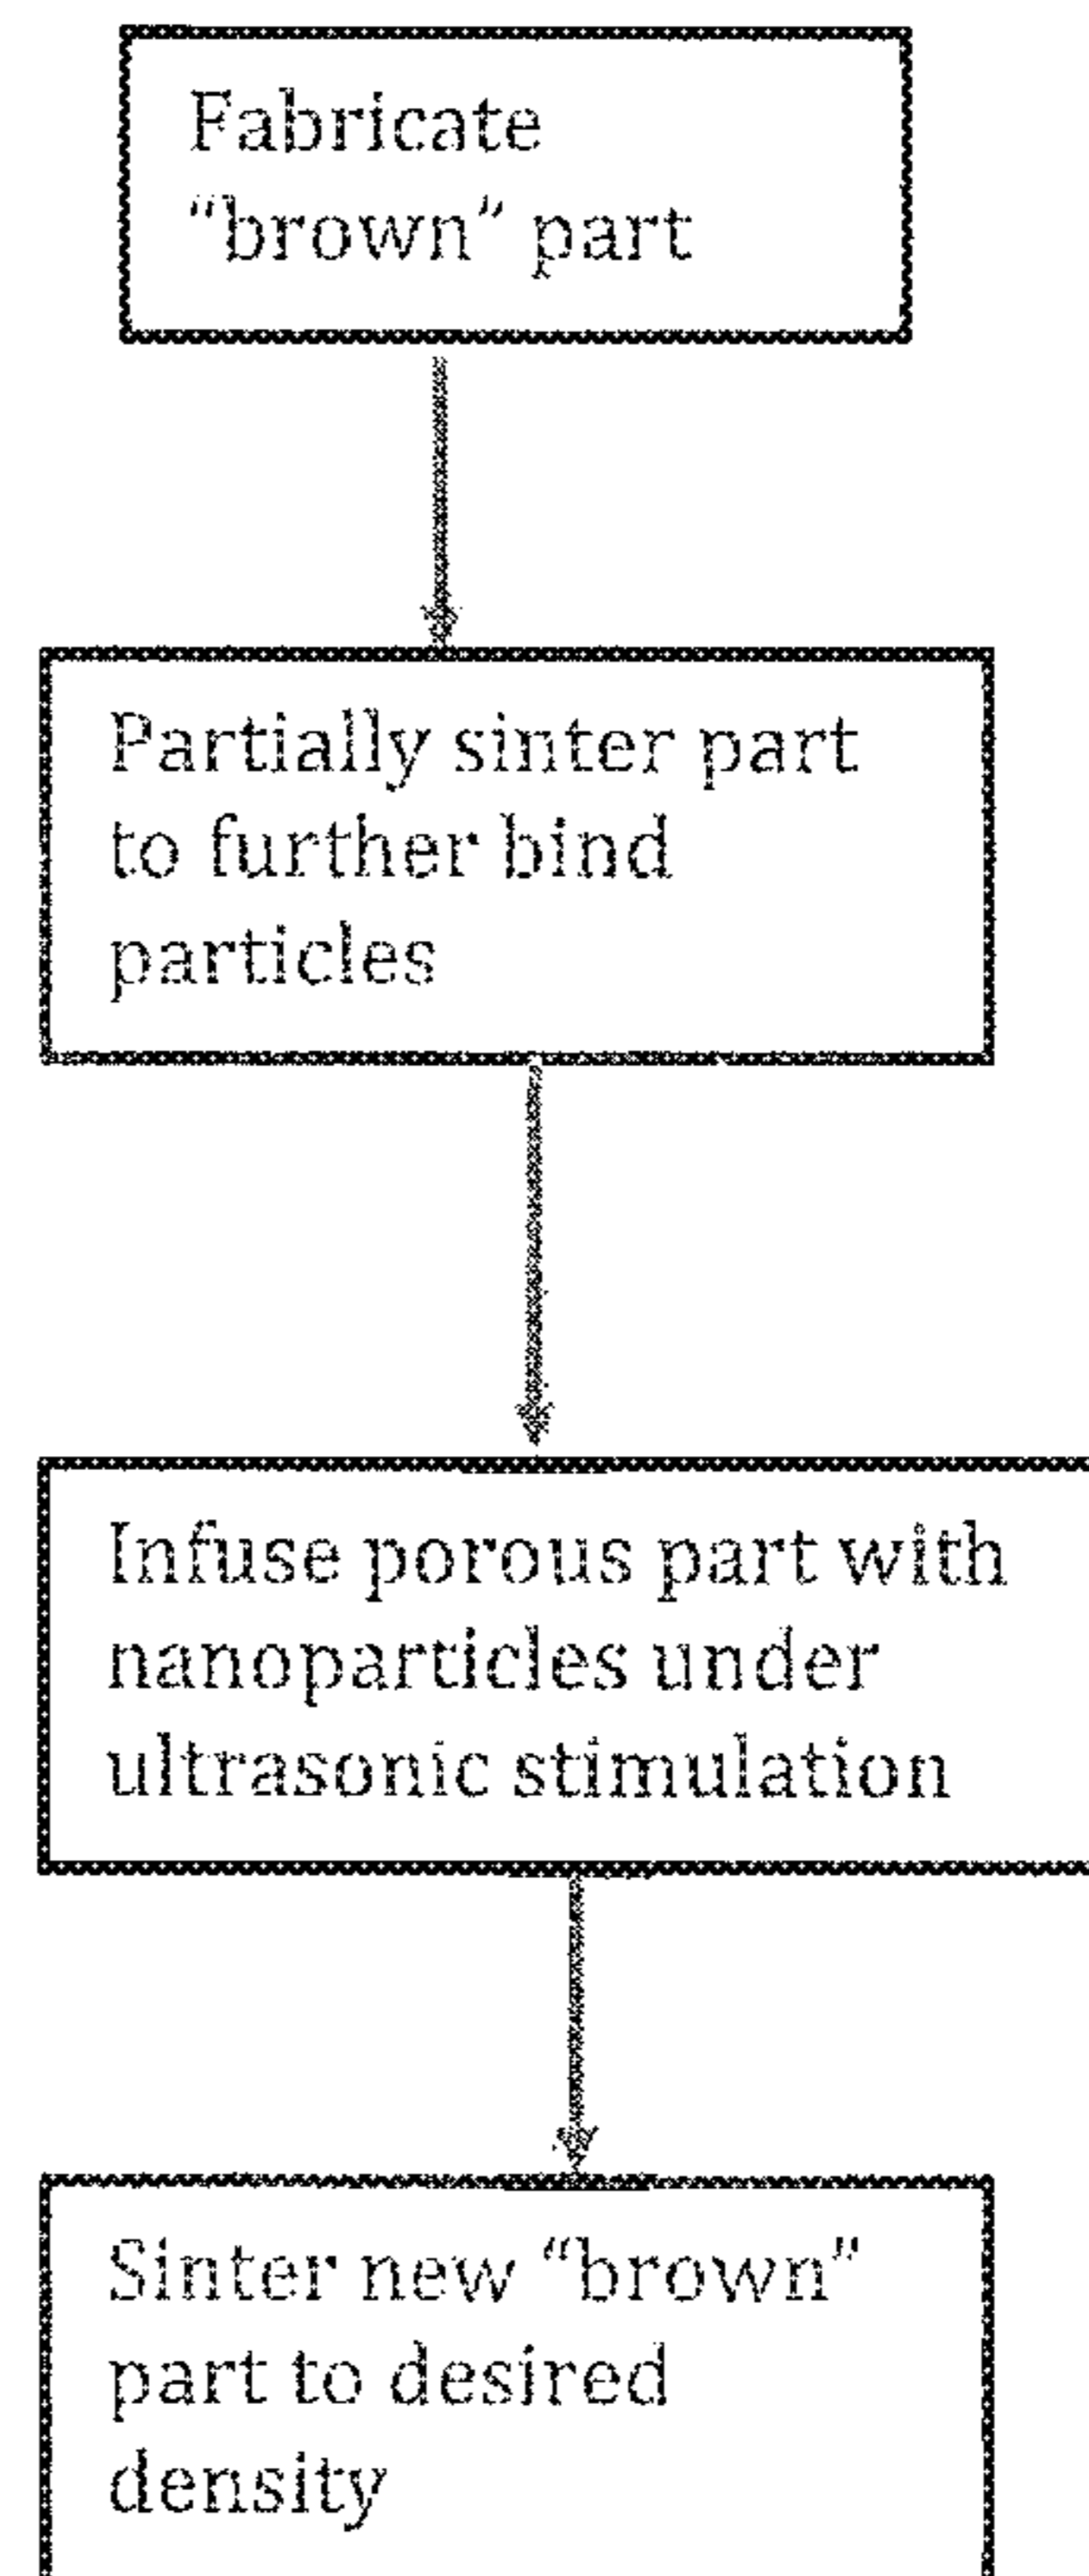 Fabricate
“brown” part
Partially sinter part
to further bind
particles
Infuse porous part with
nanoparticles under
ultrasonic stimulation
Sinter new “brown”
part to desired
density